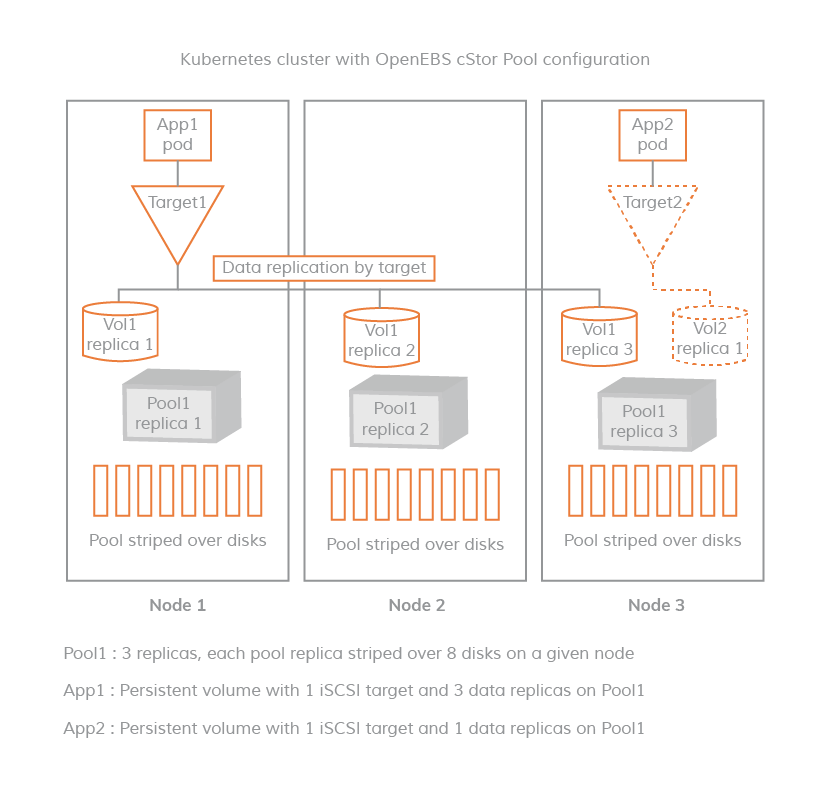 Kubernetes cluster with OpenEBS cStor Pool configuration
App1
pod
Target1
App2
pod
Target2
Data replication by target
Vol1
replica 1
Vol1
replica 2
Vol1
replica 3
Vol2
replica 1
Pool1
replica 1
Pool1
replica 2
Pool1
replica 3
Pool striped over disks
Pool striped over disks
Pool striped over disks
Node 1
Node 2
Node 3
Pool1 : 3 replicas, each pool replica striped over 8 disks on a given node
App1 : Persistent volume with 1 iSCSI target and 3 data replicas on Pool1
App2 : Persistent volume with 1 iSCSI target and 1 data replicas on Pool1